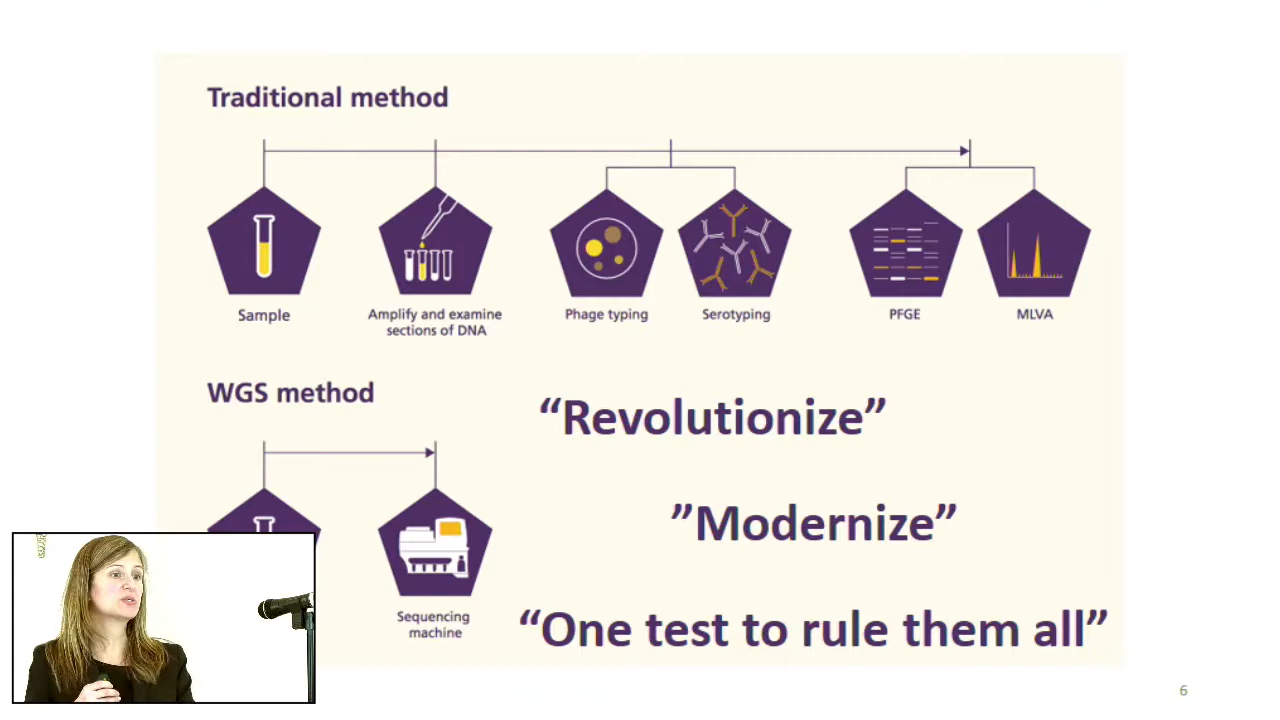 Traditional method
Sample
Amplify and examine
sections of DNA
Phage typing
Serotyping
PFGE
MLVA
WGS method
“Revolutionize”
”Modernize”
Sequencing
machine
“One test to rule them all”
6